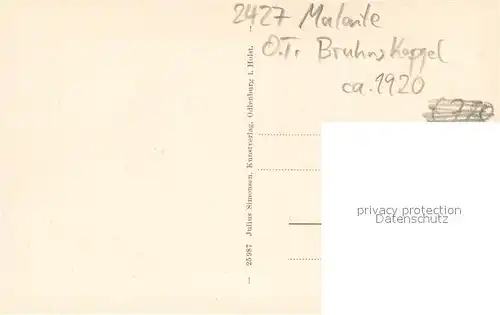 2427 Malente
O.T. Bruhnskoppel
ca. 1920
— 25987 Julius Simonsen, Kunstverlag, Oldenburg i. Holst. —
privacy protection
Datenschutz